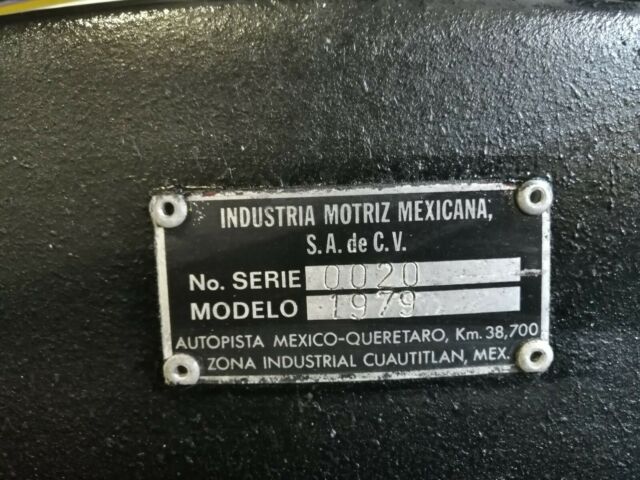 INDUSTRIA MOTRIZ MEXICANA,
S.A. de C.V.
No. SERIE 0020
MODELO 1979
AUTOPISTA MEXICO-QUERETARO, Km. 38,700
ZONA INDUSTRIAL CUAUTITLAN, MEX.